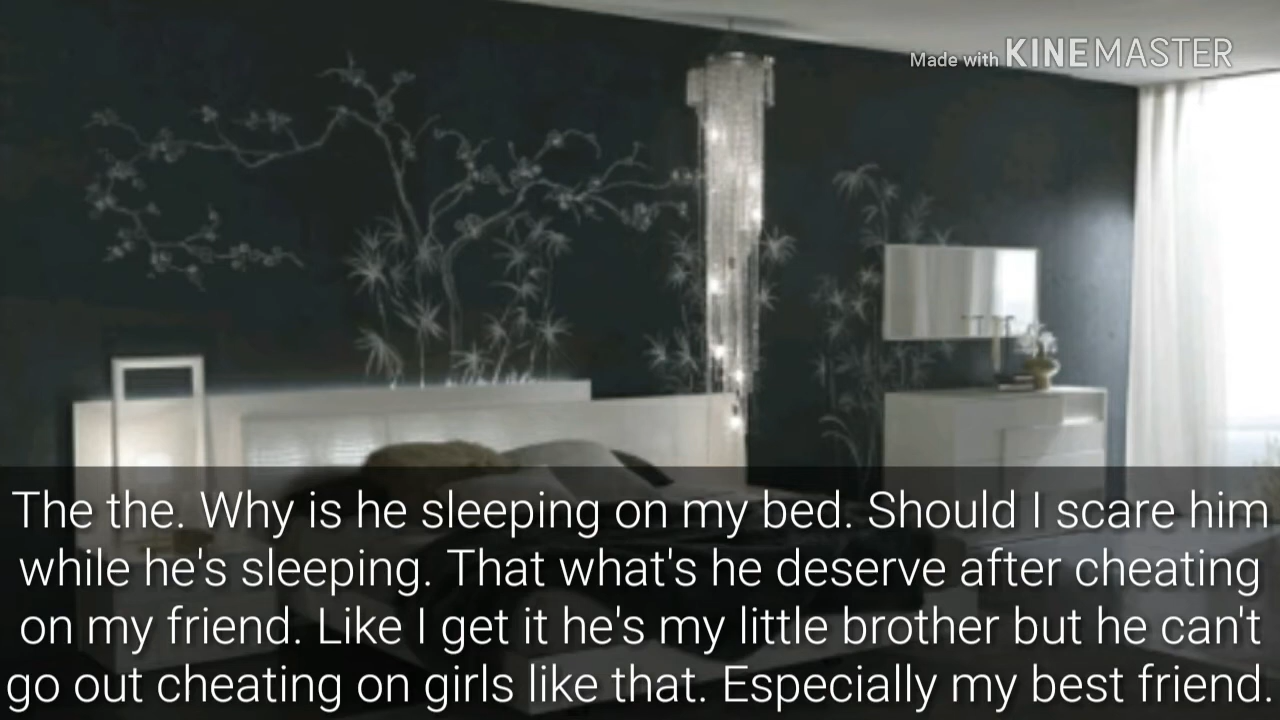 Made with KINEMASTER
The the. Why is he sleeping on my bed. Should I scare him
while he's sleeping. That what's he deserve after cheating
on my friend. Like I get it he's my little brother but he can't
go out cheating on girls like that. Especially my best friend.